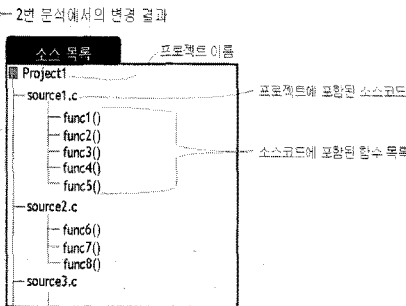 2번 분석에서의 변경 결과
소스 목록
프로젝트 이름
Project1
source1.c
프로젝트에 포함된 소스코드
func1()
func2()
func3()
소스코드에 포함된 함수 목록
func4()
func5()
source2.c
func6()
func7()
func8()
source3.c